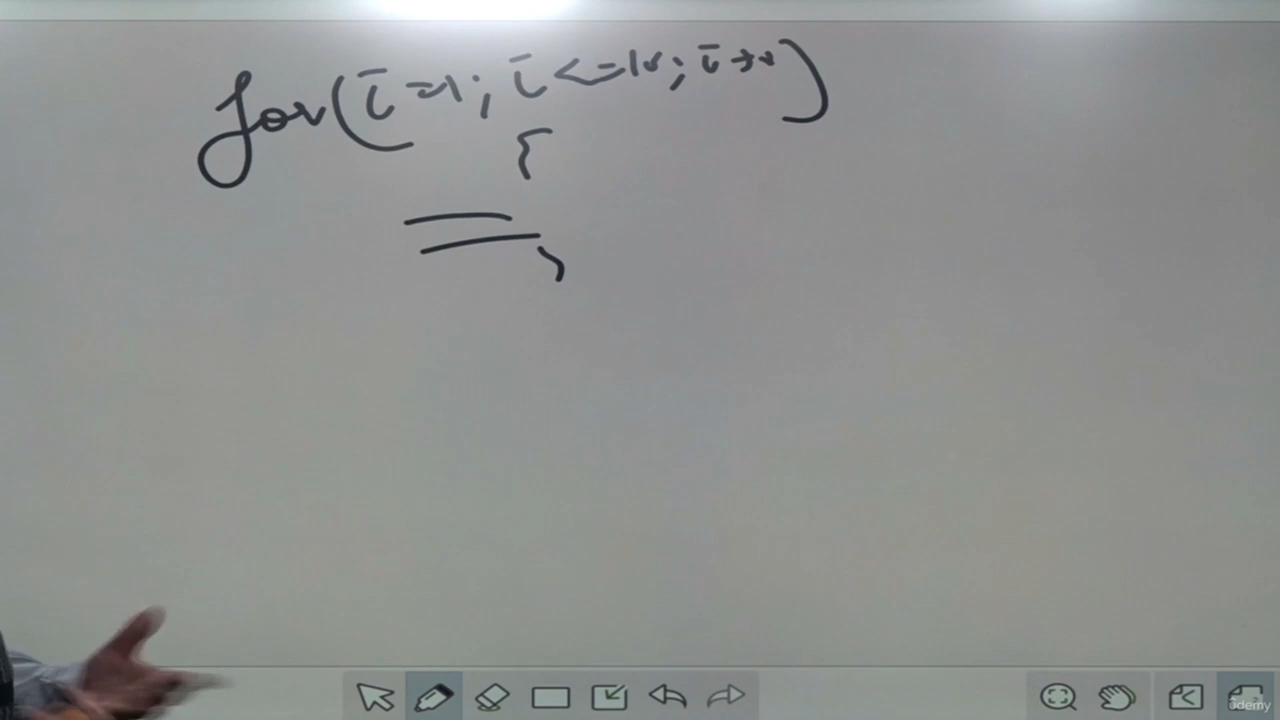 for(i=1; i<=10; i++)
{
}
udemy